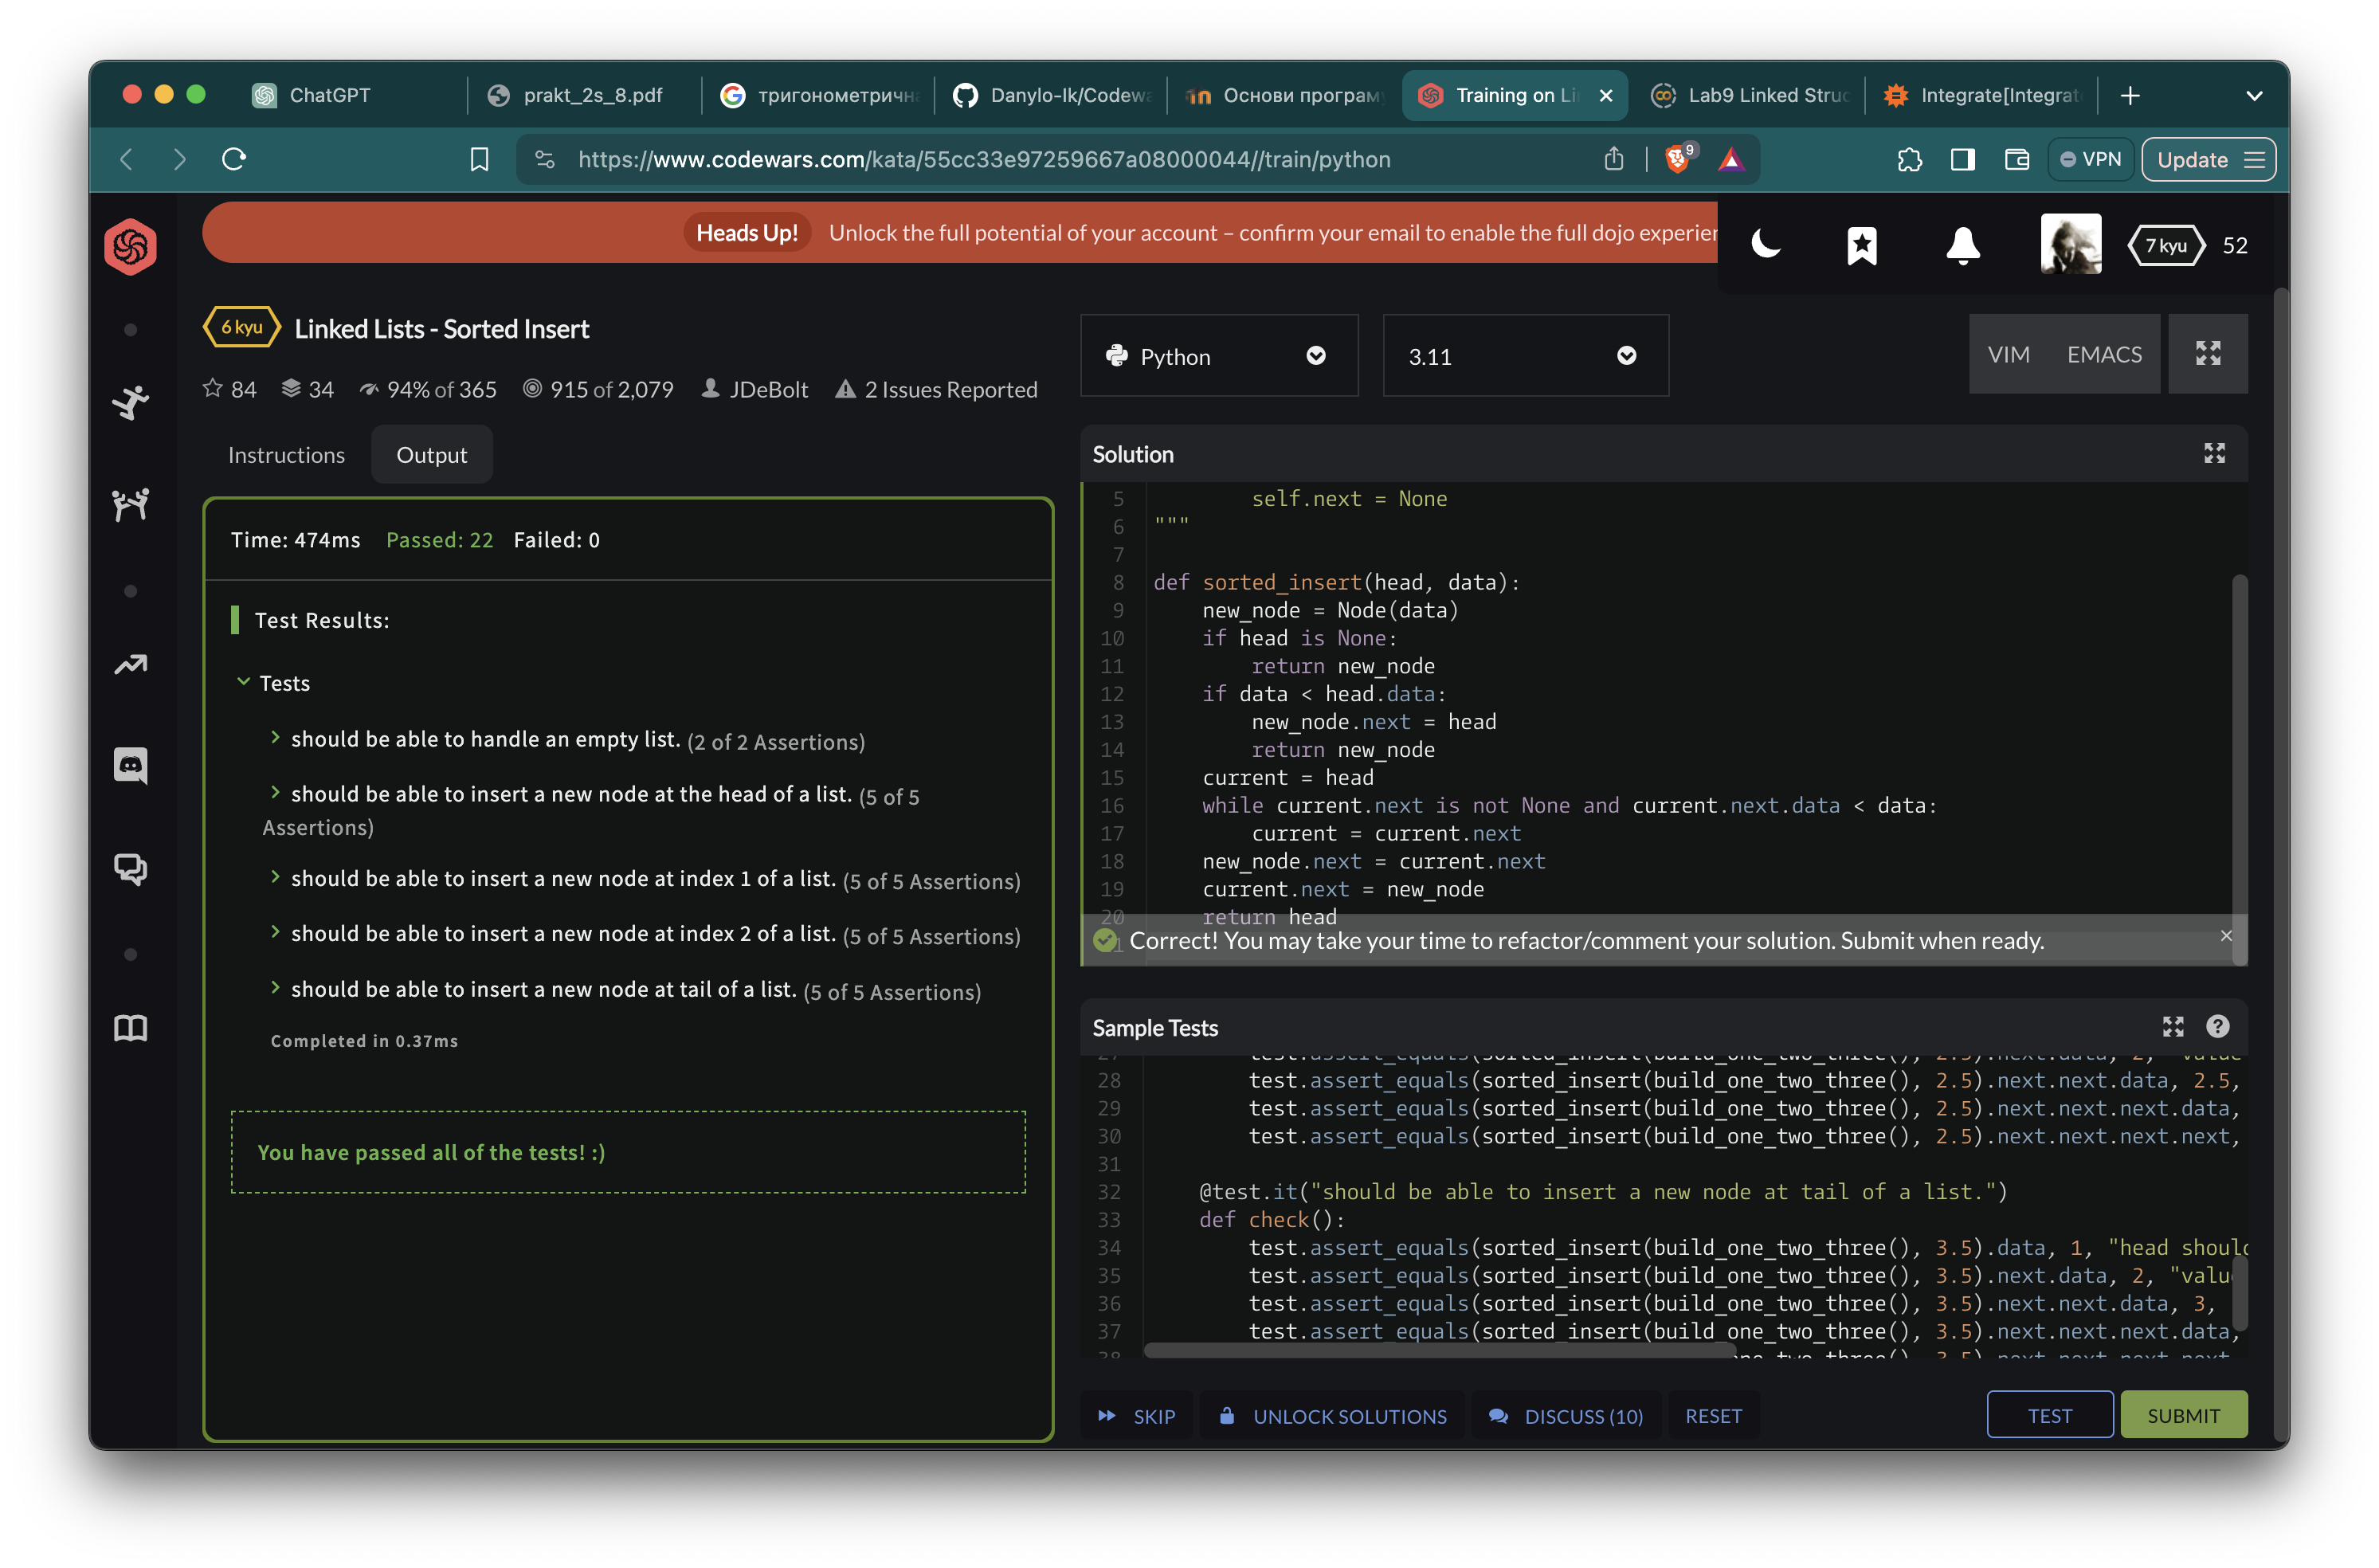 ChatGPT
prakt_2s_8.pdf
тригонометричн
Danylo-Ik/Codewa
Основи програм
Training on Li
Lab9 Linked Struc
Integrate[Integrat
https://www.codewars.com/kata/55cc33e97259667a08000044//train/python
9
VPN
Update
Heads Up! Unlock the full potential of your account – confirm your email to enable the full dojo experien
7 kyu 52
6 kyu Linked Lists - Sorted Insert
84 34 94% of 365 915 of 2,079 JDeBolt 2 Issues Reported
Python
3.11
VIM EMACS
Instructions Output
Time: 474ms Passed: 22 Failed: 0
Test Results:
Tests
should be able to handle an empty list. (2 of 2 Assertions)
should be able to insert a new node at the head of a list. (5 of 5
Assertions)
should be able to insert a new node at index 1 of a list. (5 of 5 Assertions)
should be able to insert a new node at index 2 of a list. (5 of 5 Assertions)
should be able to insert a new node at tail of a list. (5 of 5 Assertions)
Completed in 0.37ms
You have passed all of the tests! :)
Solution
5 self.next = None
6 """
7
8 def sorted_insert(head, data):
9 new_node = Node(data)
10 if head is None:
11 return new_node
12 if data < head.data:
13 new_node.next = head
14 return new_node
15 current = head
16 while current.next is not None and current.next.data < data:
17 current = current.next
18 new_node.next = current.next
19 current.next = new_node
20 return head
Correct! You may take your time to refactor/comment your solution. Submit when ready.
Sample Tests
27 test.assert_equals(sorted_insert(build_one_two_three(), 2.5).next.data, 2, "value
28 test.assert_equals(sorted_insert(build_one_two_three(), 2.5).next.next.data, 2.5,
29 test.assert_equals(sorted_insert(build_one_two_three(), 2.5).next.next.next.data,
30 test.assert_equals(sorted_insert(build_one_two_three(), 2.5).next.next.next.next,
31
32 @test.it("should be able to insert a new node at tail of a list.")
33 def check():
34 test.assert_equals(sorted_insert(build_one_two_three(), 3.5).data, 1, "head should
35 test.assert_equals(sorted_insert(build_one_two_three(), 3.5).next.data, 2, "valu
36 test.assert_equals(sorted_insert(build_one_two_three(), 3.5).next.next.data, 3,
37 test.assert_equals(sorted_insert(build_one_two_three(), 3.5).next.next.next.data,
38
SKIP UNLOCK SOLUTIONS DISCUSS (10) RESET TEST SUBMIT